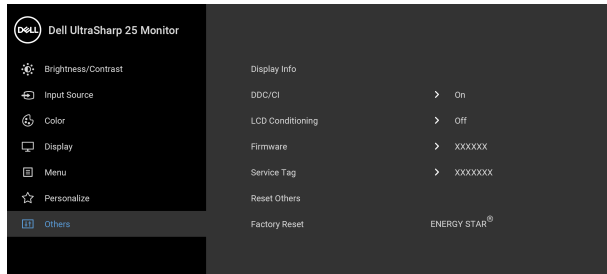 DELL Dell UltraSharp 25 Monitor
Brightness/Contrast
Input Source
Color
Display
Menu
Personalize
Others
Display Info
DDC/CI > On
LCD Conditioning > Off
Firmware > XXXXXX
Service Tag > XXXXXXX
Reset Others
Factory Reset ENERGY STAR®